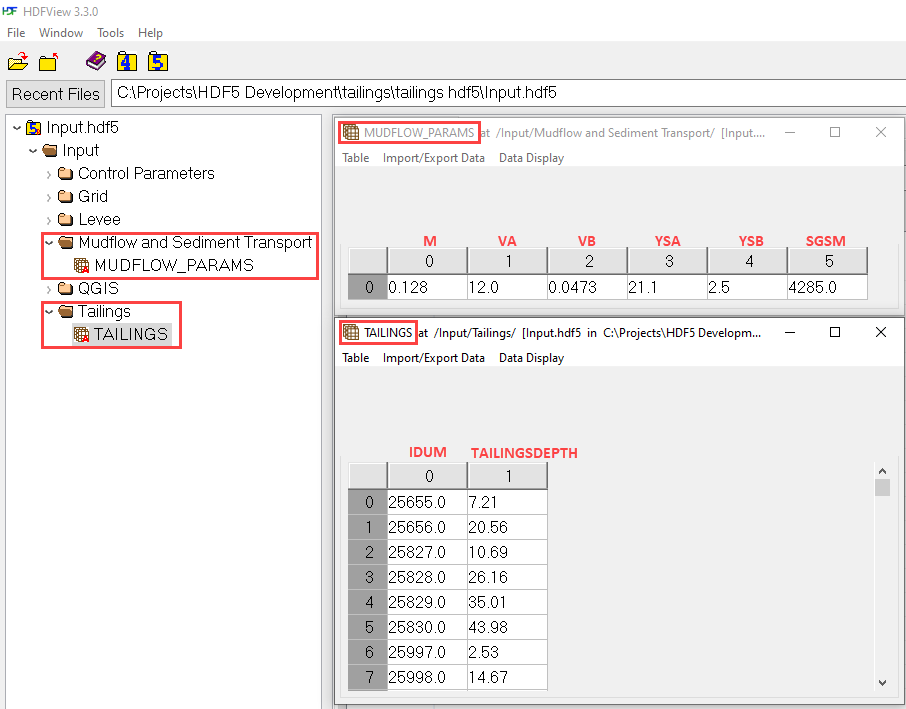 HDFView 3.3.0
File Window Tools Help
Recent Files C:\Projects\HDF5 Development\tailings\tailings hdf5\Input.hdf5
Input.hdf5
Input
Control Parameters
Grid
Levee
Mudflow and Sediment Transport
MUDFLOW_PARAMS
QGIS
Tailings
TAILINGS
MUDFLOW_PARAMS at /Input/Mudflow and Sediment Transport/ [Input....
Table Import/Export Data Data Display
M VA VB YSA YSB SGSM
0 1 2 3 4 5
0 0.128 12.0 0.0473 21.1 2.5 4285.0
TAILINGS at /Input/Tailings/ [Input.hdf5 in C:\Projects\HDF5 Developm...
Table Import/Export Data Data Display
IDUM TAILINGSDEPTH
0 1
0 25655.0 7.21
1 25656.0 20.56
2 25827.0 10.69
3 25828.0 26.16
4 25829.0 35.01
5 25830.0 43.98
6 25997.0 2.53
7 25998.0 14.67